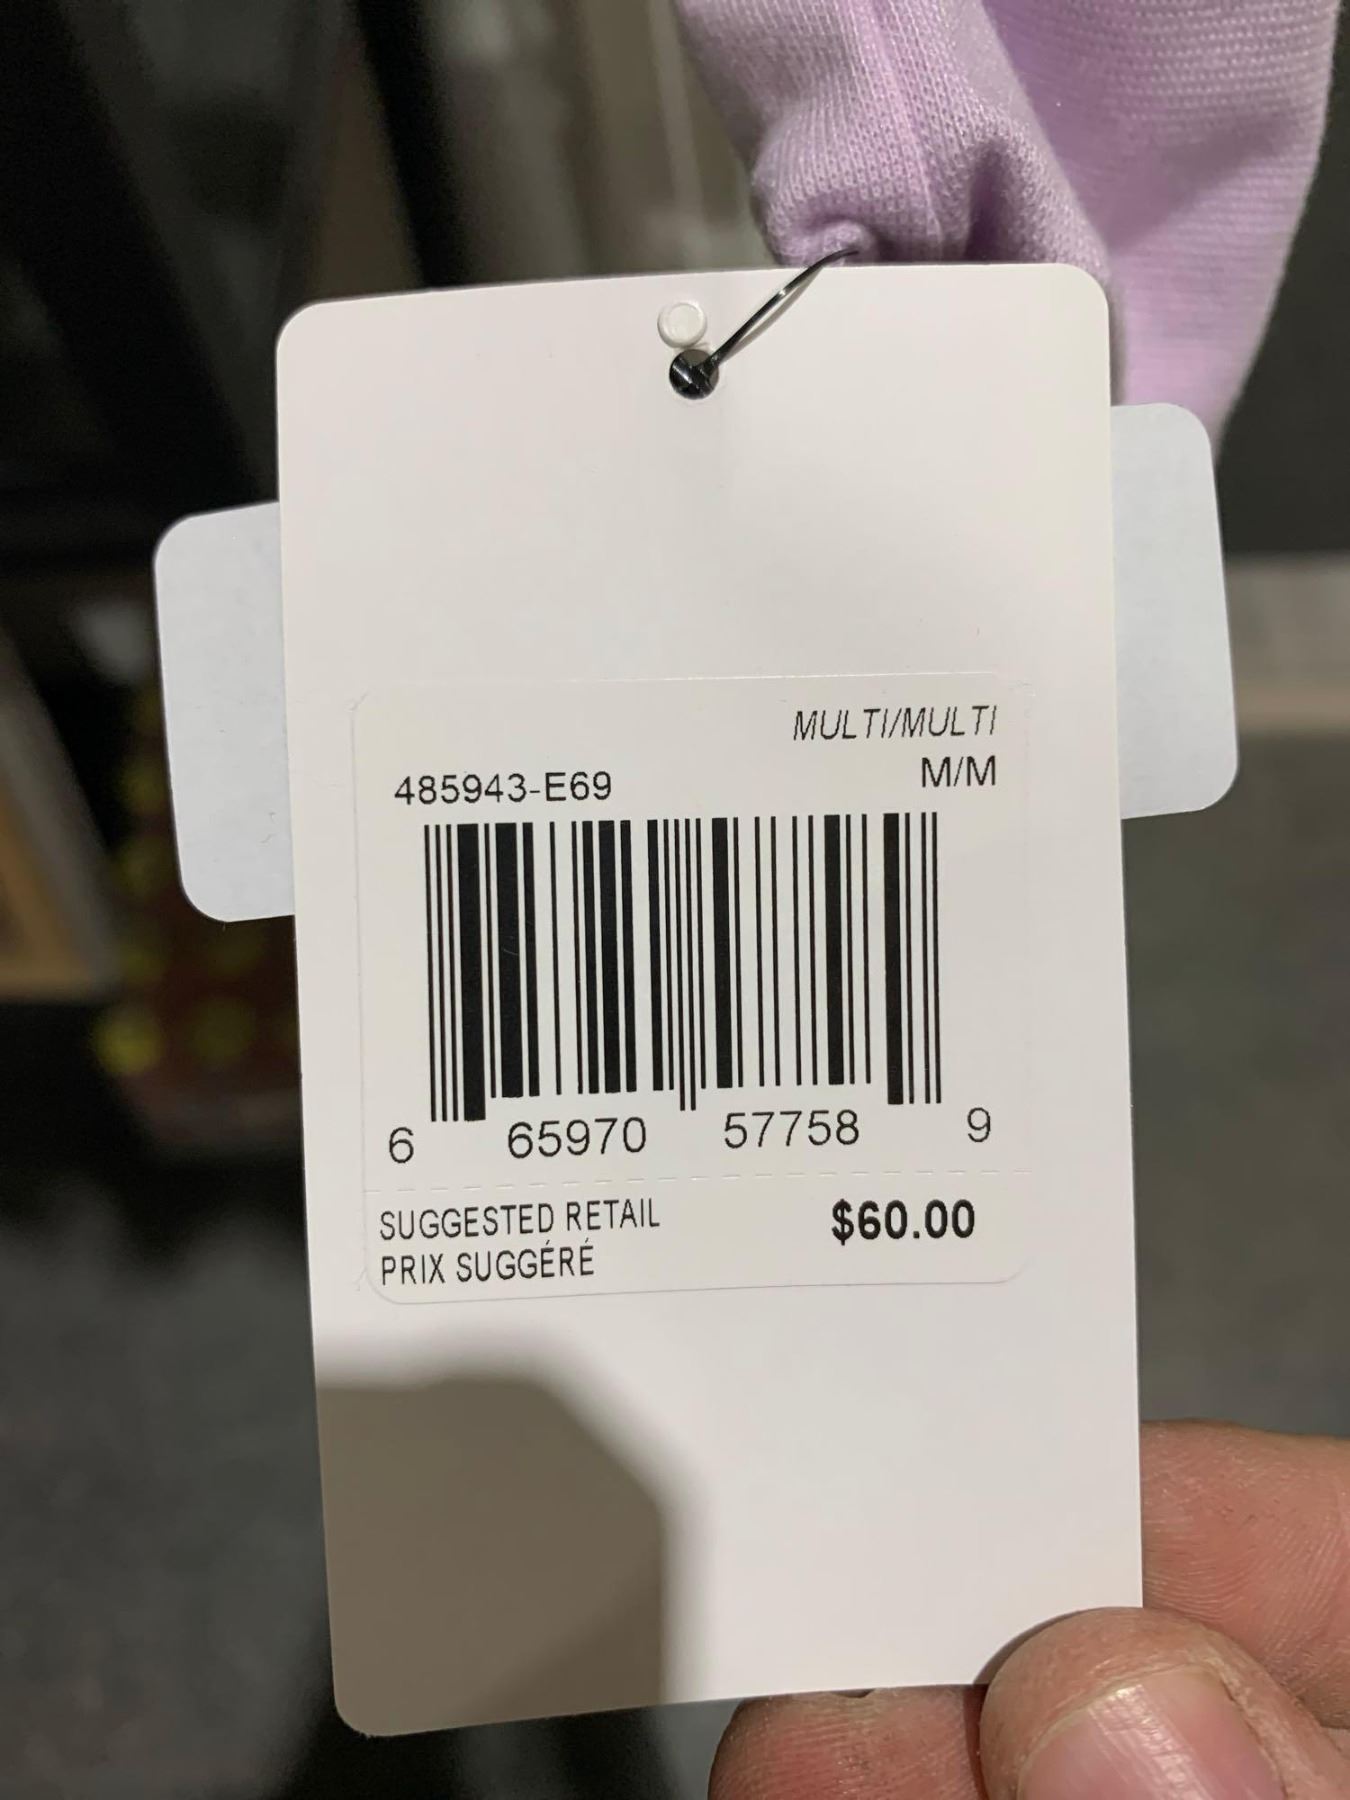 MULTI/MULTI
485943-E69 M/M
6 65970 57758 9
SUGGESTED RETAIL $60.00
PRIX SUGGÉRÉ